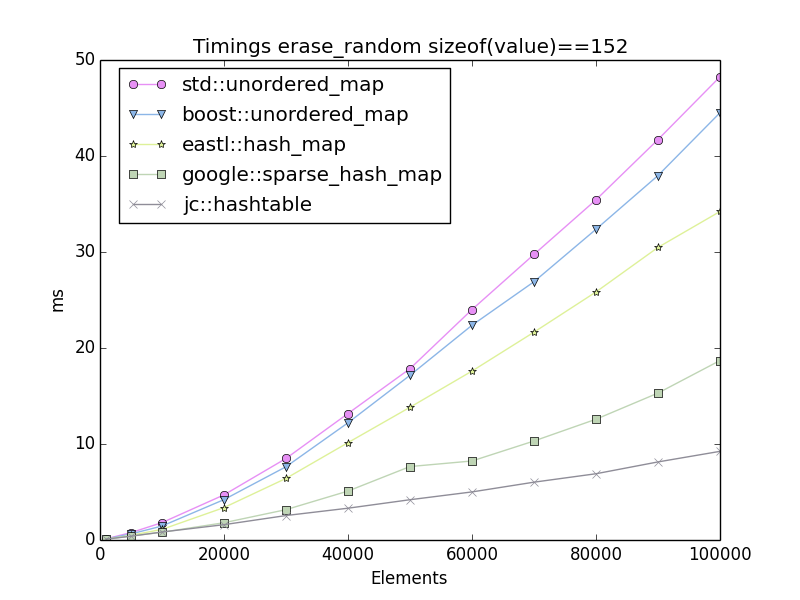 Timings erase_random sizeof(value)==152
std::unordered_map
boost::unordered_map
eastl::hash_map
google::sparse_hash_map
jc::hashtable
50
40
30
20
10
0
ms
0 20000 40000 60000 80000 100000
Elements